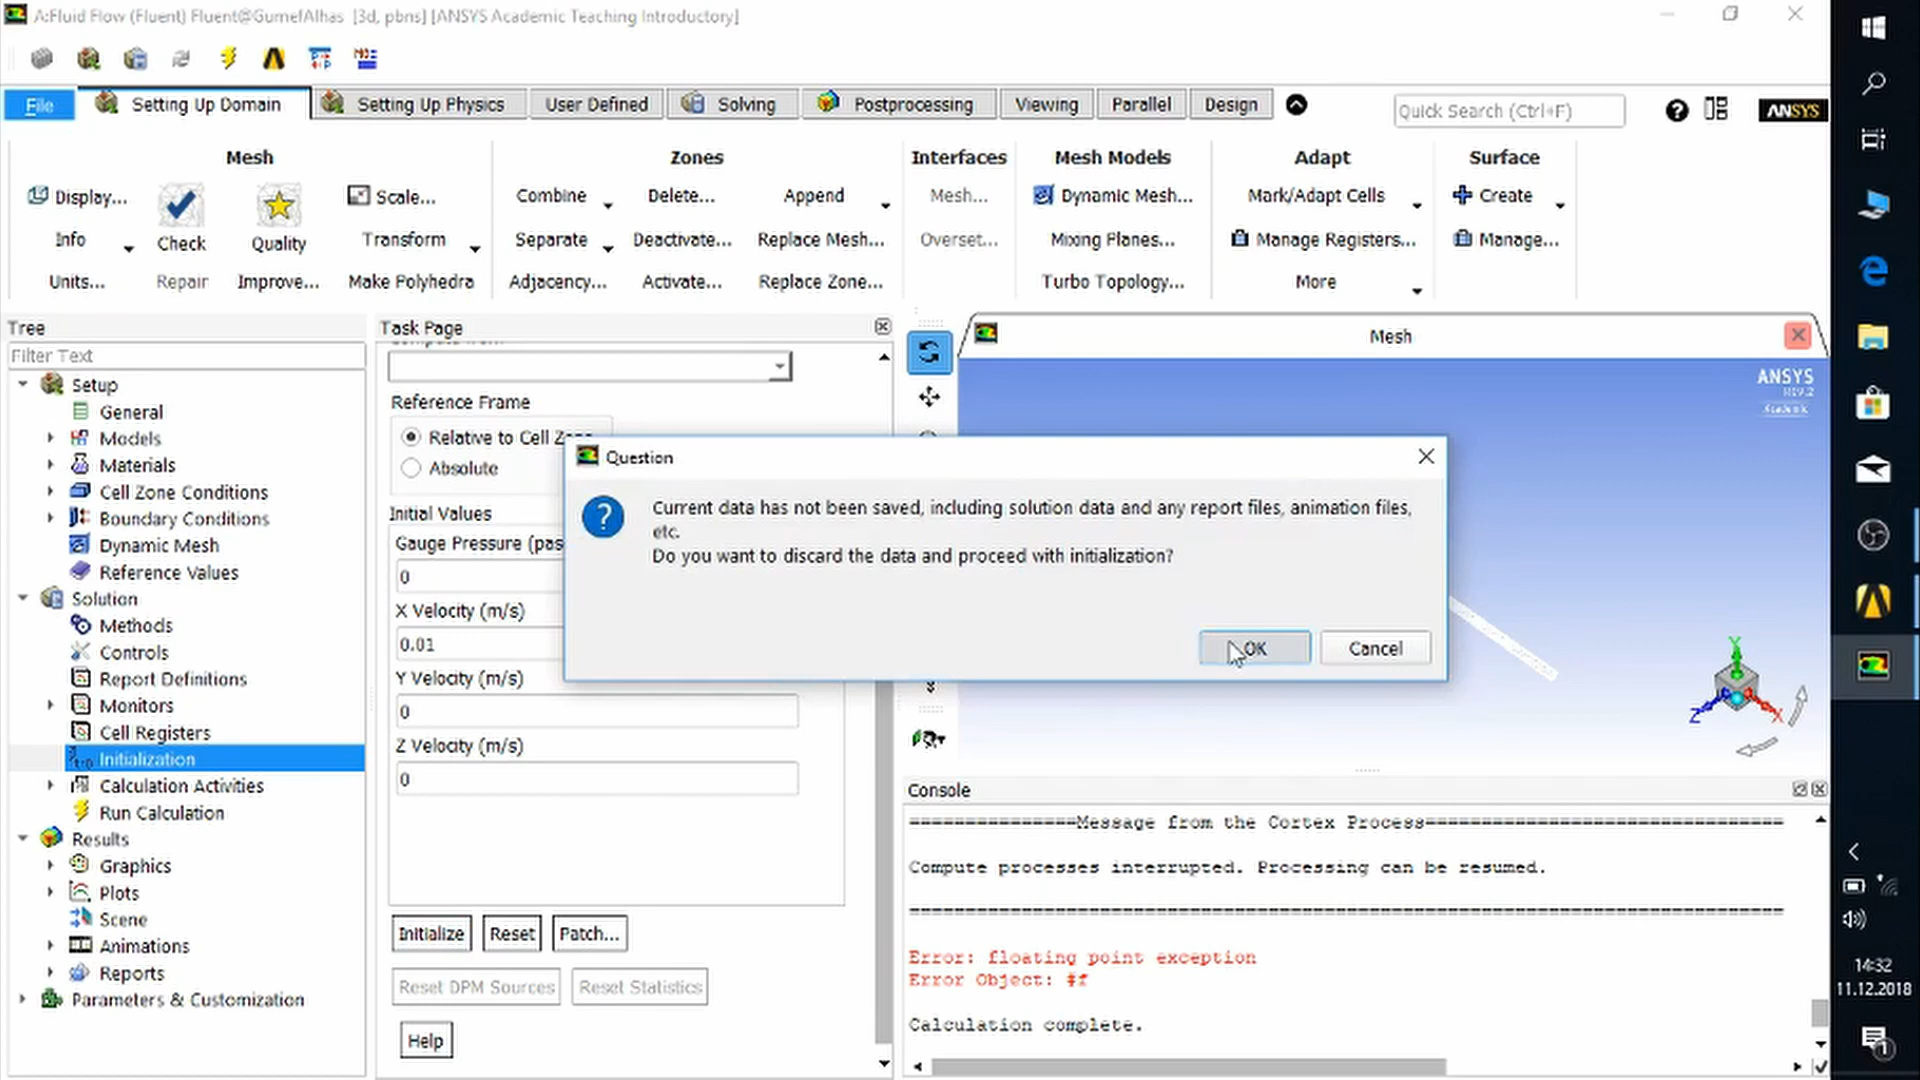 A:Fluid Flow (Fluent) Fluent@GurnefAlhas [3d, pbns] [ANSYS Academic Teaching Introductory]
File
Setting Up Domain
Setting Up Physics
User Defined
Solving
Postprocessing
Viewing
Parallel
Design
Quick Search (Ctrl+F)
ANSYS
Mesh
Zones
Interfaces
Mesh Models
Adapt
Surface
Display...
Check
Quality
Scale...
Combine
Delete...
Append
Mesh...
Dynamic Mesh...
Mark/Adapt Cells
Create
Info
Transform
Separate
Deactivate...
Replace Mesh...
Overset...
Mixing Planes...
Manage Registers...
Manage...
Units...
Repair
Improve...
Make Polyhedra
Adjacency...
Activate...
Replace Zone...
Turbo Topology...
More
Tree
Filter Text
Setup
General
Models
Materials
Cell Zone Conditions
Boundary Conditions
Dynamic Mesh
Reference Values
Solution
Methods
Controls
Report Definitions
Monitors
Cell Registers
Initialization
Calculation Activities
Run Calculation
Results
Graphics
Plots
Scene
Animations
Reports
Parameters & Customization
Task Page
Reference Frame
Relative to Cell Zone
Absolute
Initial Values
Gauge Pressure (pas
0
X Velocity (m/s)
0.01
Y Velocity (m/s)
0
Z Velocity (m/s)
0
Initialize
Reset
Patch...
Reset DPM Sources
Reset Statistics
Help
Question
Current data has not been saved, including solution data and any report files, animation files,
etc.
Do you want to discard the data and proceed with initialization?
OK
Cancel
Mesh
ANSYS
R19.2
Academic
Y
Z
X
Console
================Message from the Cortex Process==================================
Compute processes interrupted. Processing can be resumed.
====================================================================================
Error: floating point exception
Error Object: #f
Calculation complete.
14:32
11.12.2018
1